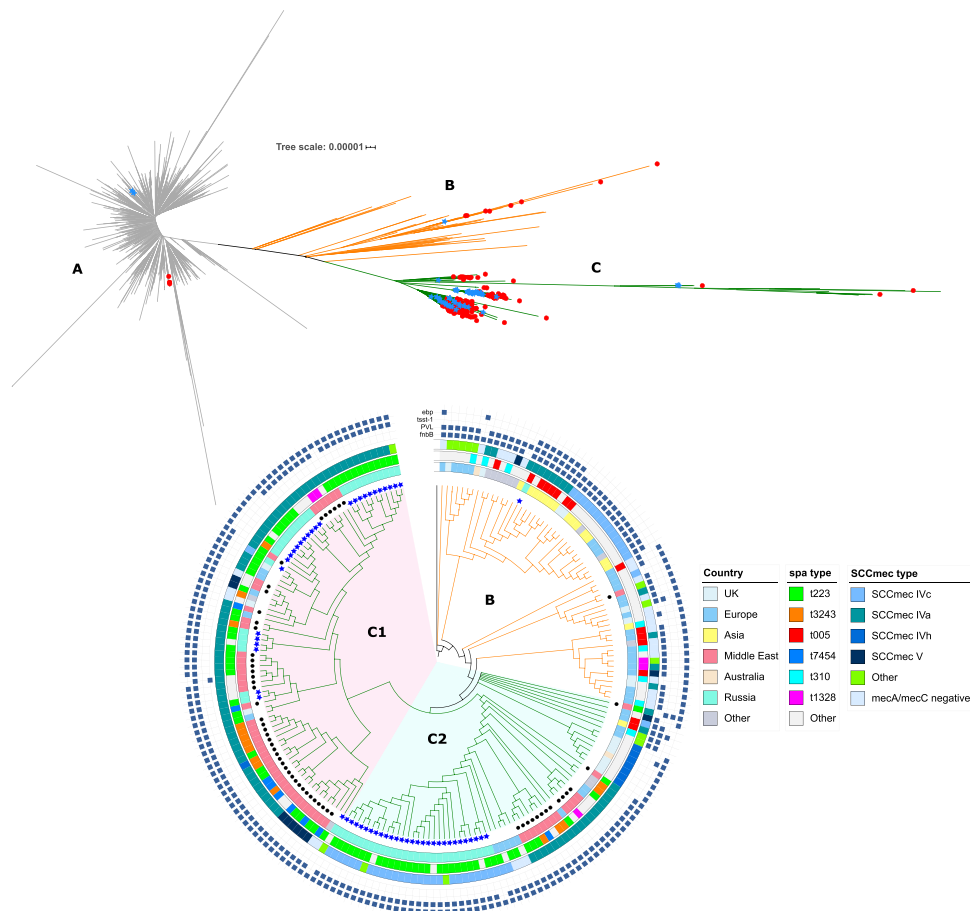 Tree scale: 0.00001
B
A
C
ebp
tsst-1
PVL
fnbB
C1
B
C2
Country
UK
Europe
Asia
Middle East
Australia
Russia
Other
spa type
t223
t3243
t005
t7454
t310
t1328
Other
SCCmec type
SCCmec IVc
SCCmec IVa
SCCmec IVh
SCCmec V
Other
mecA/mecC negative